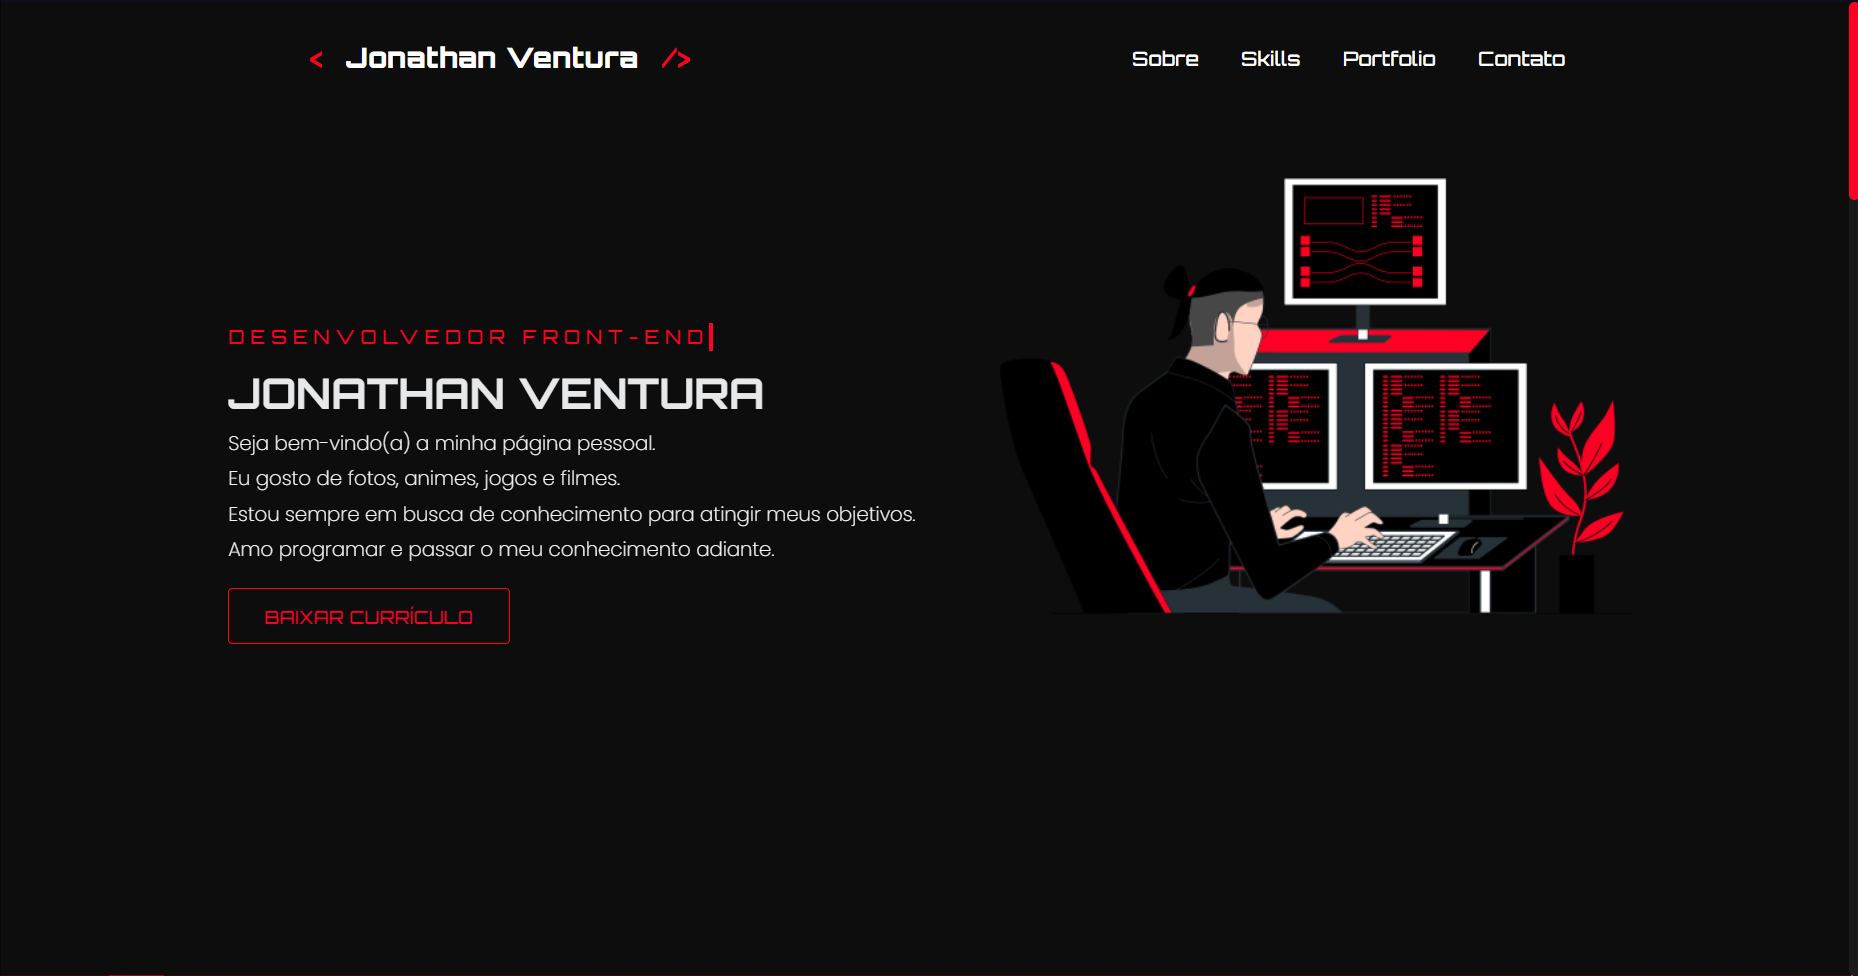 < Jonathan Ventura />
Sobre Skills Portfolio Contato
DESENVOLVEDOR FRONT-END
JONATHAN VENTURA
Seja bem-vindo(a) a minha página pessoal.
Eu gosto de fotos, animes, jogos e filmes.
Estou sempre em busca de conhecimento para atingir meus objetivos.
Amo programar e passar o meu conhecimento adiante.
BAIXAR CURRÍCULO